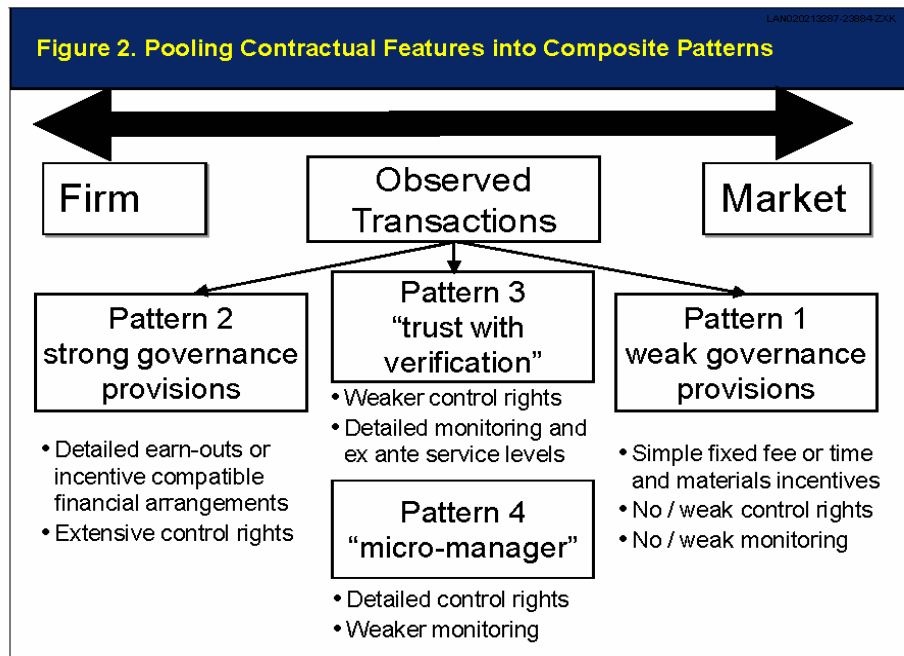 LAN020213287-23884-ZXK
Figure 2. Pooling Contractual Features into Composite Patterns
Firm
Observed
Transactions
Market
Pattern 2
strong governance
provisions
• Detailed earn-outs or
incentive compatible
financial arrangements
• Extensive control rights
Pattern 3
“trust with
verification”
• Weaker control rights
• Detailed monitoring and
ex ante service levels
Pattern 4
“micro-manager”
• Detailed control rights
• Weaker monitoring
Pattern 1
weak governance
provisions
• Simple fixed fee or time
and materials incentives
• No / weak control rights
• No / weak monitoring